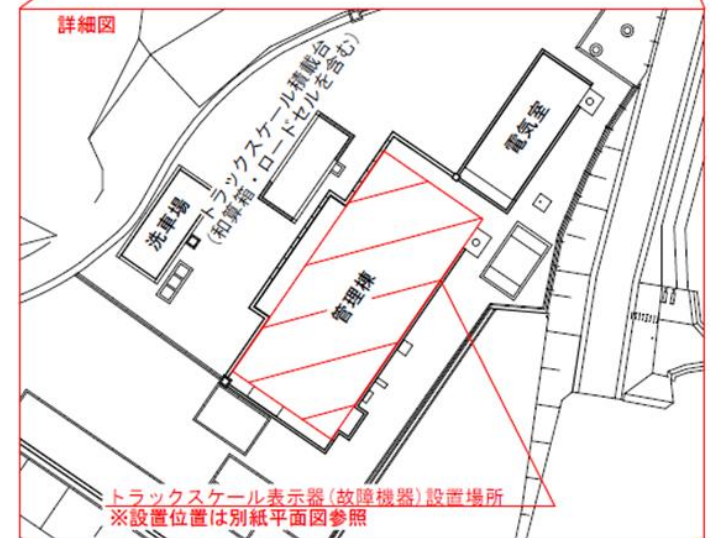 詳細図
トラックスケール積載台
(和算箱・ロードセルを含む)
電気室
洗車場
管理棟
トラックスケール表示器(故障機器)設置場所
※設置位置は別紙平面図参照